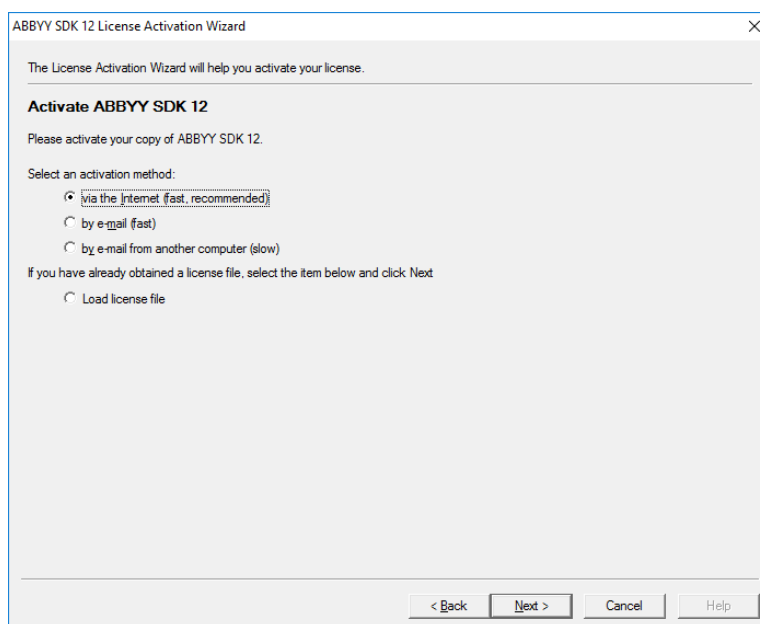 ABBYY SDK 12 License Activation Wizard
The License Activation Wizard will help you activate your license.
Activate ABBYY SDK 12
Please activate your copy of ABBYY SDK 12.
Select an activation method:
via the Internet (fast, recommended)
by e-mail (fast)
by e-mail from another computer (slow)
If you have already obtained a license file, select the item below and click Next
Load license file
< Back Next > Cancel Help